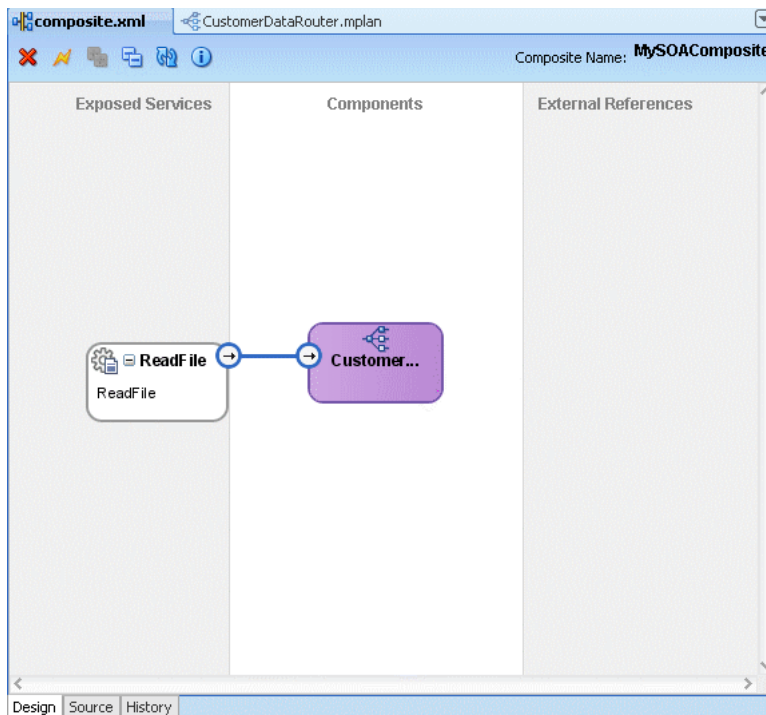 composite.xml
CustomerDataRouter.mplan
Composite Name: MySOAComposite
Exposed Services
Components
External References
ReadFile
ReadFile
Customer...
Design Source History